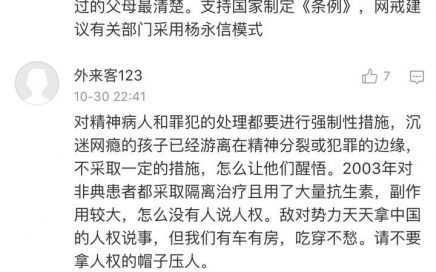 过的父母最清楚。支持国家制定《条例》，网戒建
议有关部门采用杨永信模式
外来客123
7
10-30 22:41
对精神病人和罪犯的处理都要进行强制性措施，沉
迷网瘾的孩子已经游离在精神分裂或犯罪的边缘，
不采取一定的措施，怎么让他们醒悟。2003年对
非典患者都采取隔离治疗且用了大量抗生素，副作
用较大，怎么没有人说人权。敌对势力天天拿中国
的人权说事，但我们有车有房，吃穿不愁。请不要
拿人权的帽子压人。